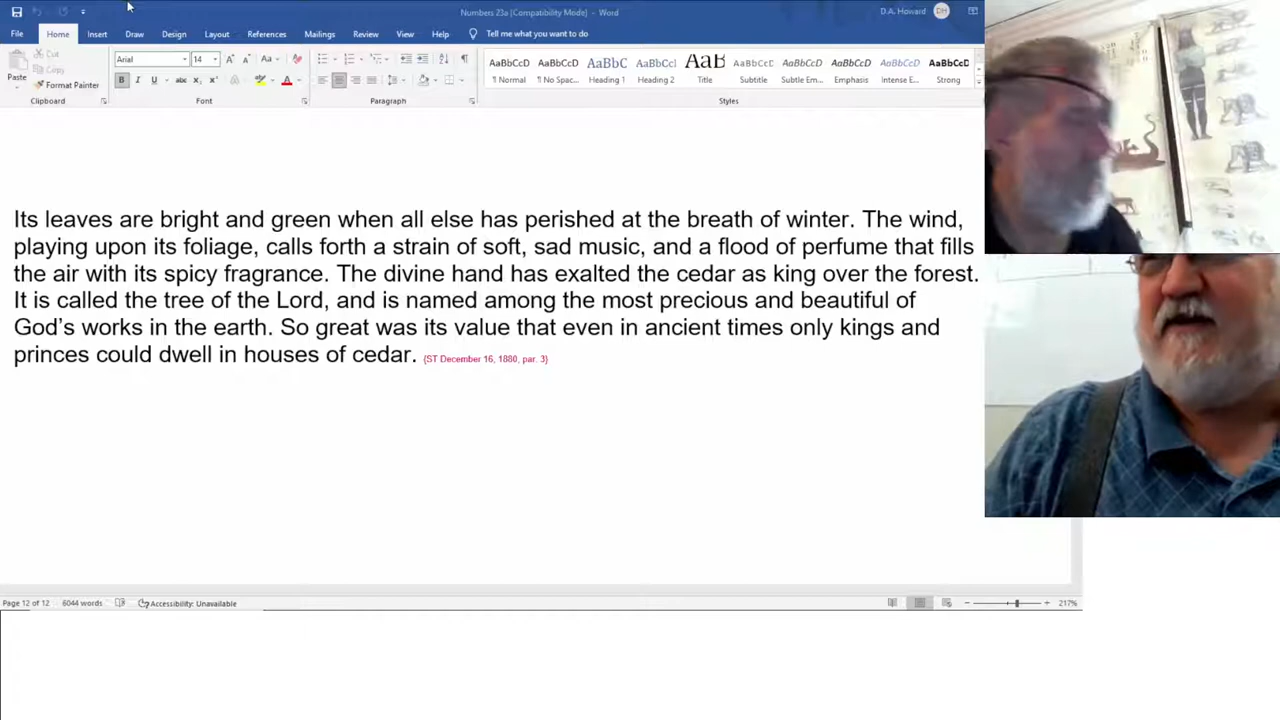 Numbers 23a [Compatibility Mode] - Word
D.A. Howard DH
File Home Insert Draw Design Layout References Mailings Review View Help Tell me what you want to do
Paste
Cut
Copy
Format Painter
Clipboard
Arial 14
Font
Paragraph
AaBbCcD AaBbCcD AaBbC AaBbCcD AaB AaBbCcD AaBbCcD AaBbCcD AaBbCcD AaBbCcD
¶ Normal ¶ No Spac... Heading 1 Heading 2 Title Subtitle Subtle Em... Emphasis Intense E... Strong
Styles
Its leaves are bright and green when all else has perished at the breath of winter. The wind,
playing upon its foliage, calls forth a strain of soft, sad music, and a flood of perfume that fills
the air with its spicy fragrance. The divine hand has exalted the cedar as king over the forest.
It is called the tree of the Lord, and is named among the most precious and beautiful of
God's works in the earth. So great was its value that even in ancient times only kings and
princes could dwell in houses of cedar. {ST December 16, 1880, par. 3}
Page 12 of 12 6044 words Accessibility: Unavailable 217%